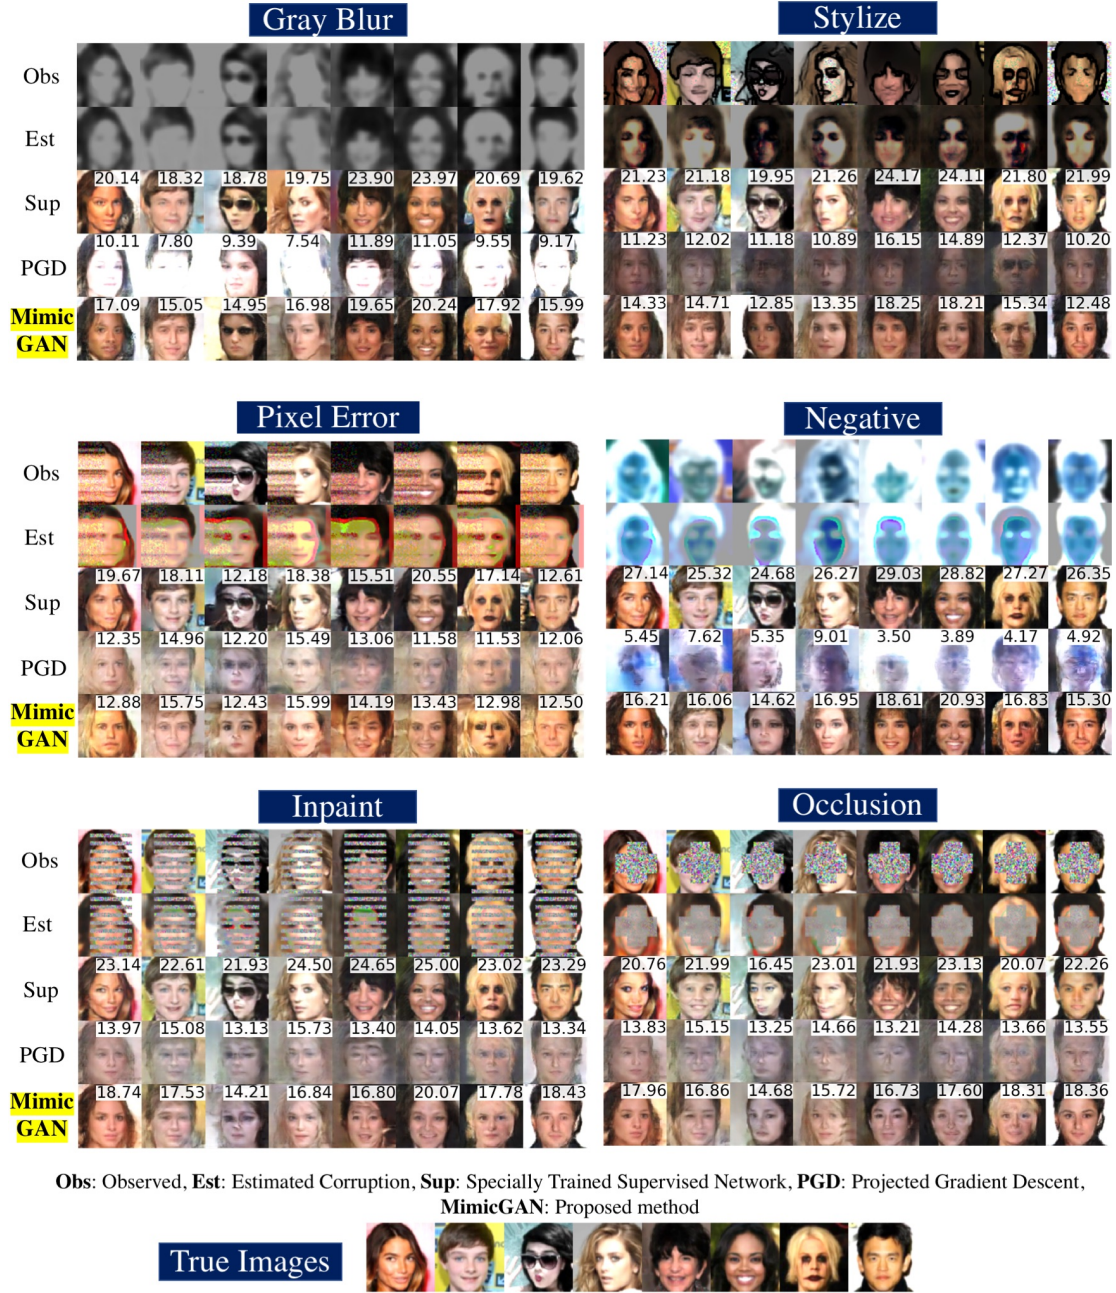 Gray Blur
Obs
Est
20.14 18.32 18.78 19.75 23.90 23.97 20.69 19.62
Sup
10.11 7.80 9.39 7.54 11.89 11.05 9.55 9.17
PGD
17.09 15.05 14.95 16.98 19.65 20.24 17.92 15.99
Mimic
GAN
Stylize
21.23 21.18 19.95 21.26 24.17 24.11 21.80 21.99
11.23 12.02 11.18 10.89 16.15 14.89 12.37 10.20
14.33 14.71 12.85 13.35 18.25 18.21 15.34 12.48
Pixel Error
Obs
Est
19.67 18.11 12.18 18.38 15.51 20.55 17.14 12.61
Sup
12.35 14.96 12.20 15.49 13.06 11.58 11.53 12.06
PGD
12.88 15.75 12.43 15.99 14.19 13.43 12.98 12.50
Mimic
GAN
Negative
27.14 25.32 24.68 26.27 29.03 28.82 27.27 26.35
5.45 7.62 5.35 9.01 3.50 3.89 4.17 4.92
16.21 16.06 14.62 16.95 18.61 20.93 16.83 15.30
Inpaint
Obs
Est
23.14 22.61 21.93 24.50 24.65 25.00 23.02 23.29
Sup
13.97 15.08 13.13 15.73 13.40 14.05 13.62 13.34
PGD
18.74 17.53 14.21 16.84 16.80 20.07 17.78 18.43
Mimic
GAN
Occlusion
20.76 21.99 16.45 23.01 21.93 23.13 20.07 22.26
13.83 15.15 13.25 14.66 13.21 14.28 13.66 13.55
17.96 16.86 14.68 15.72 16.73 17.60 18.31 18.36
Obs: Observed, Est: Estimated Corruption, Sup: Specially Trained Supervised Network, PGD: Projected Gradient Descent,
MimicGAN: Proposed method
True Images